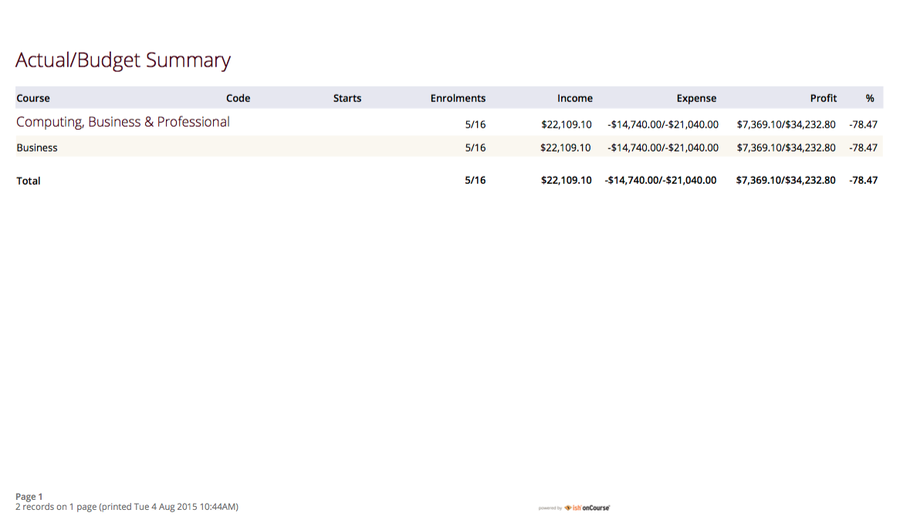 Actual/Budget Summary
Course Code Starts Enrolments Income Expense Profit %
Computing, Business & Professional 5/16 $22,109.10 -$14,740.00/-$21,040.00 $7,369.10/$34,232.80 -78.47
Business 5/16 $22,109.10 -$14,740.00/-$21,040.00 $7,369.10/$34,232.80 -78.47
Total 5/16 $22,109.10 -$14,740.00/-$21,040.00 $7,369.10/$34,232.80 -78.47
Page 1
2 records on 1 page (printed Tue 4 Aug 2015 10:44AM)
powered by ish onCourse